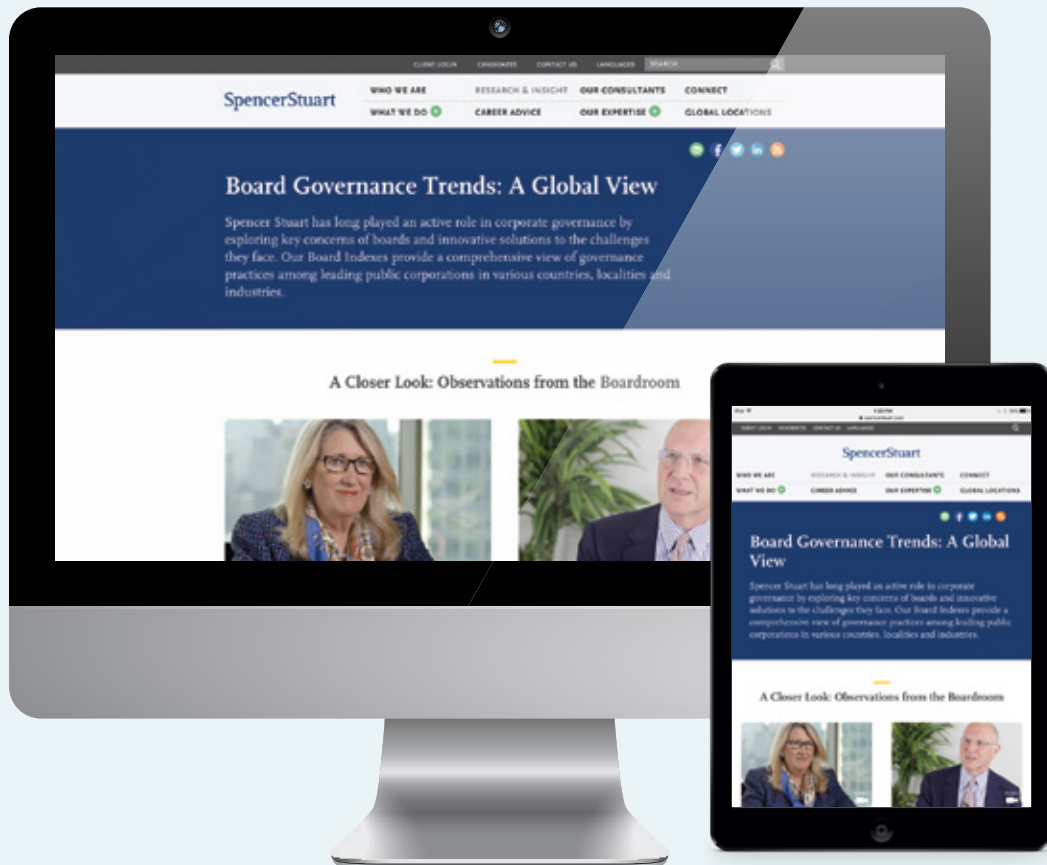 CLIENT LOGIN CANDIDATES CONTACT US LANGUAGES SEARCH
SpencerStuart
WHO WE ARE RESEARCH & INSIGHT OUR CONSULTANTS CONNECT
WHAT WE DO CAREER ADVICE OUR EXPERTISE GLOBAL LOCATIONS
Board Governance Trends: A Global View
Spencer Stuart has long played an active role in corporate governance by
exploring key concerns of boards and innovative solutions to the challenges
they face. Our Board Indexes provide a comprehensive view of governance
practices among leading public corporations in various countries, localities and
industries.
A Closer Look: Observations from the Boardroom
iPad
spencerstuart.com
CLIENT LOGIN CANDIDATES CONTACT US LANGUAGES
SpencerStuart
WHO WE ARE RESEARCH & INSIGHT OUR CONSULTANTS CONNECT
WHAT WE DO CAREER ADVICE OUR EXPERTISE GLOBAL LOCATIONS
Board Governance Trends: A Global
View
Spencer Stuart has long played an active role in corporate
governance by exploring key concerns of boards and innovative
solutions to the challenges they face. Our Board Indexes provide a
comprehensive view of governance practices among leading public
corporations in various countries, localities and industries.
A Closer Look: Observations from the Boardroom